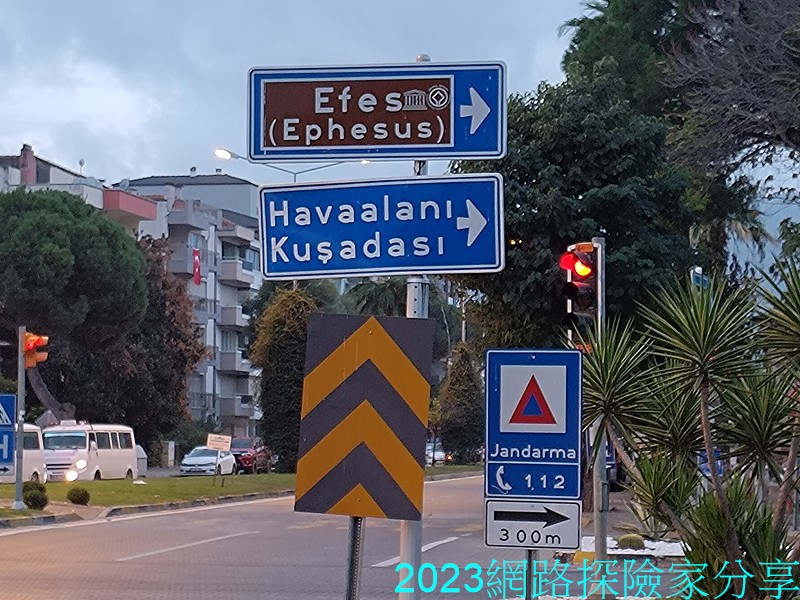 Efes
(Ephesus)
Havaalanı
Kuşadası
Jandarma
112
300m
2023網路探險家分享